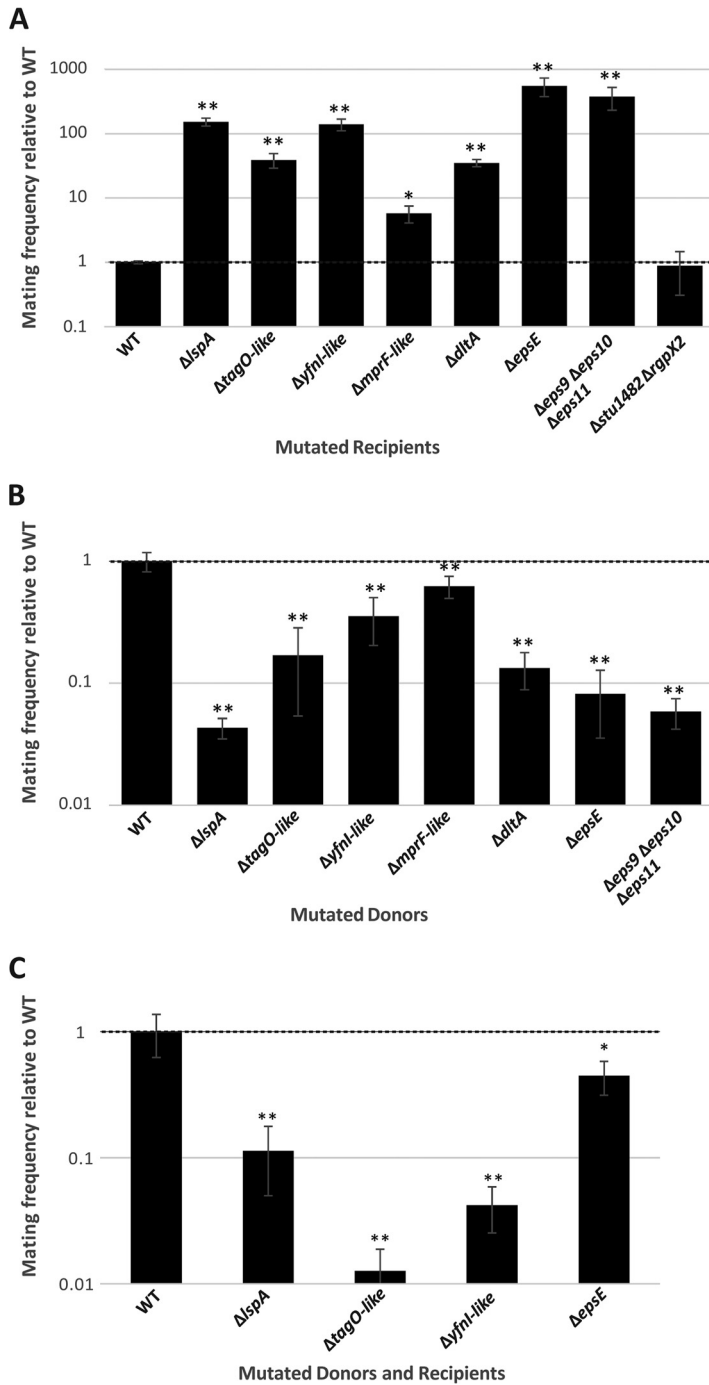 A
Mating frequency relative to WT
1000
100
10
1
0.1
**
**
**
*
**
**
**
WT
ΔlspA
ΔtagO-like
ΔyfnI-like
ΔmprF-like
ΔdltA
ΔepsE
Δeps9 Δeps10
Δeps11
Δstu1482 ΔrgpX2
Mutated Recipients
B
Mating frequency relative to WT
1
0.1
0.01
**
**
**
**
**
**
**
WT
ΔlspA
ΔtagO-like
ΔyfnI-like
ΔmprF-like
ΔdltA
ΔepsE
Δeps9 Δeps10
Δeps11
Mutated Donors
C
Mating frequency relative to WT
1
0.1
0.01
**
**
**
*
WT
ΔlspA
ΔtagO-like
ΔyfnI-like
ΔepsE
Mutated Donors and Recipients